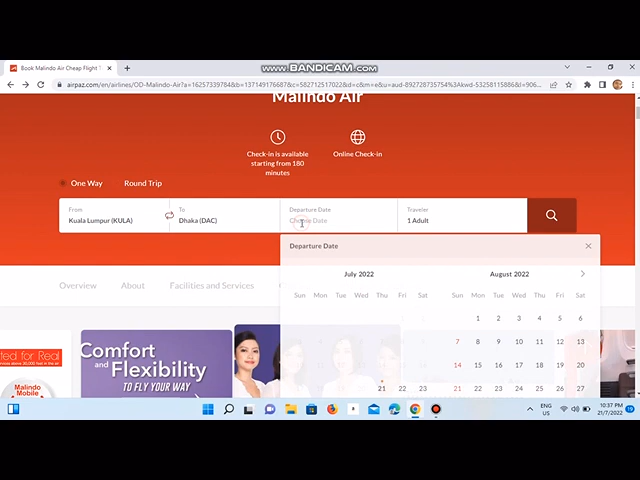 WWW.BANDICAM.COM
Book Malindo Air Cheap Flight T
airpaz.com/en/airlines/OD-Malindo-Air?a=16257339784&b=137149176687&c=582712517022&d=c&m=e&u=aud-892728735754%3Akwd-53258115886&l=906...
Malindo Air
Check-in is available
starting from 180
minutes
Online Check-in
One Way
Round Trip
From
Kuala Lumpur (KULA)
To
Dhaka (DAC)
Departure Date
Choose Date
Traveler
1 Adult
Departure Date
July 2022
August 2022
Sun Mon Tue Wed Thu Fri Sat
Sun Mon Tue Wed Thu Fri Sat
1 2 3 4 5 6
7 8 9 10 11 12 13
14 15 16 17 18 19 20
21 22 23
21 22 23 24 25 26 27
Overview
About
Facilities and Services
ted for Real
Malindo
Mobile
Comfort
and Flexibility
TO FLY YOUR WAY
ENG
US
10:37 PM
21/7/2022